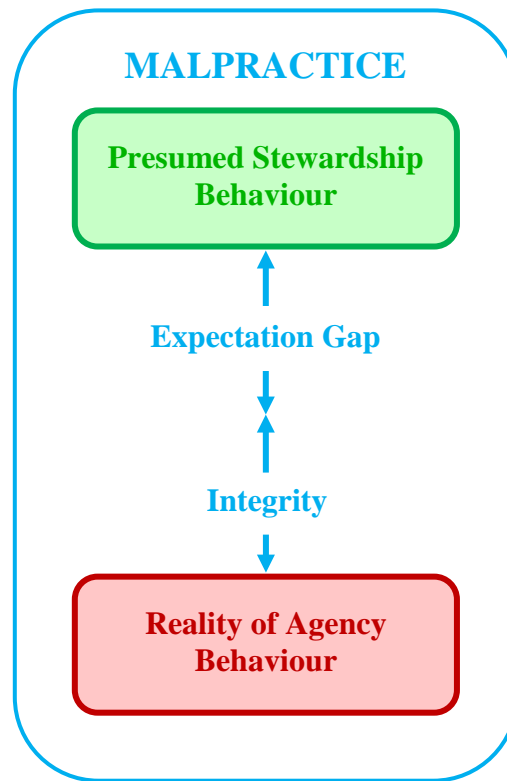 MALPRACTICE
Presumed Stewardship
Behaviour
Expectation Gap
Integrity
Reality of Agency
Behaviour